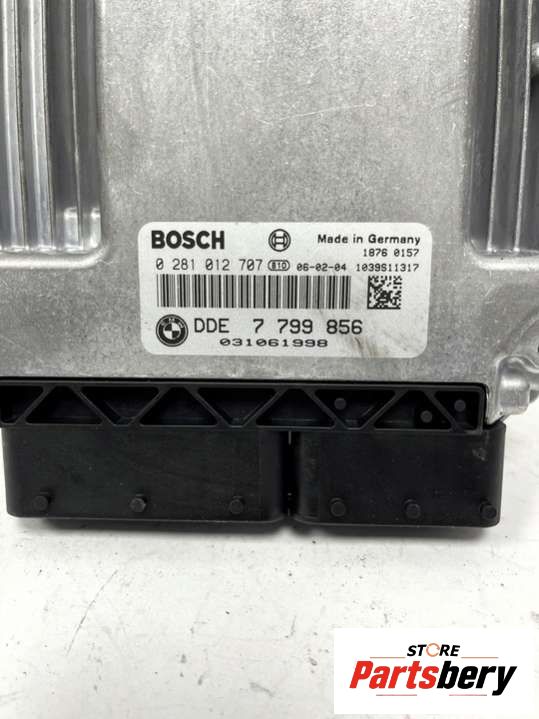 BOSCH Made in Germany
1876 0157
0 281 012 707 B10 06-02-04 1039S11317
DDE 7 799 856
031061998
STORE
Partsbery